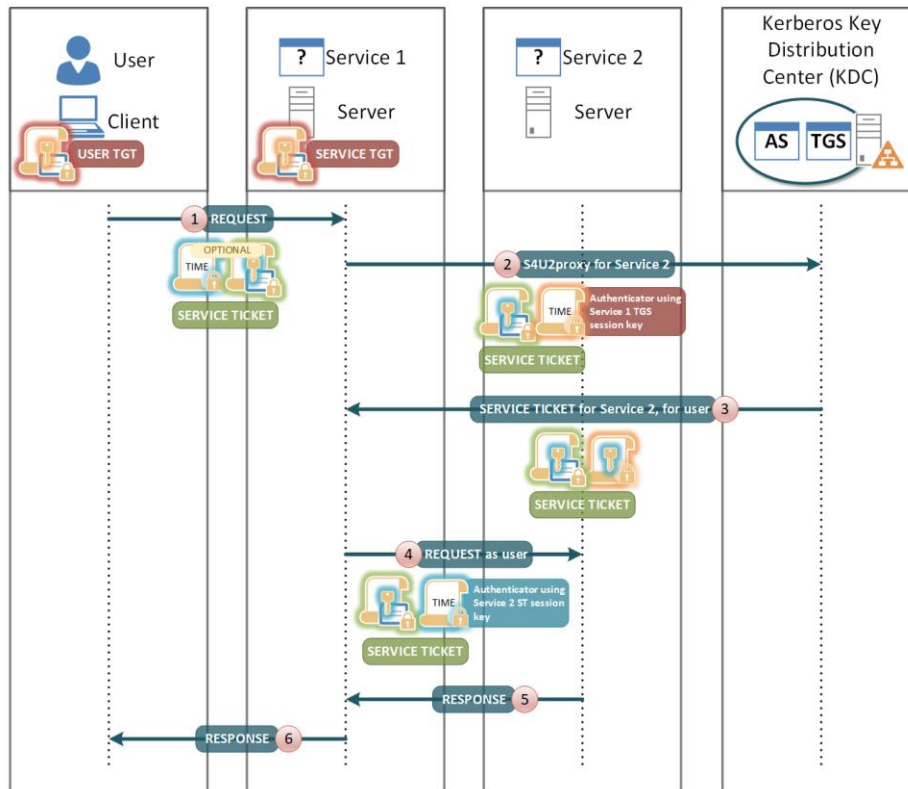 User
Client
USER TGT
? Service 1
Server
SERVICE TGT
? Service 2
Server
Kerberos Key
Distribution
Center (KDC)
AS TGS
1 REQUEST
OPTIONAL
TIME
SERVICE TICKET
2 S4U2proxy for Service 2
TIME
Authenticator using
Service 1 TGS
session key
SERVICE TICKET
SERVICE TICKET for Service 2, for user 3
SERVICE TICKET
4 REQUEST as user
TIME
Authenticator using
Service 2 ST session
key
SERVICE TICKET
RESPONSE 5
RESPONSE 6